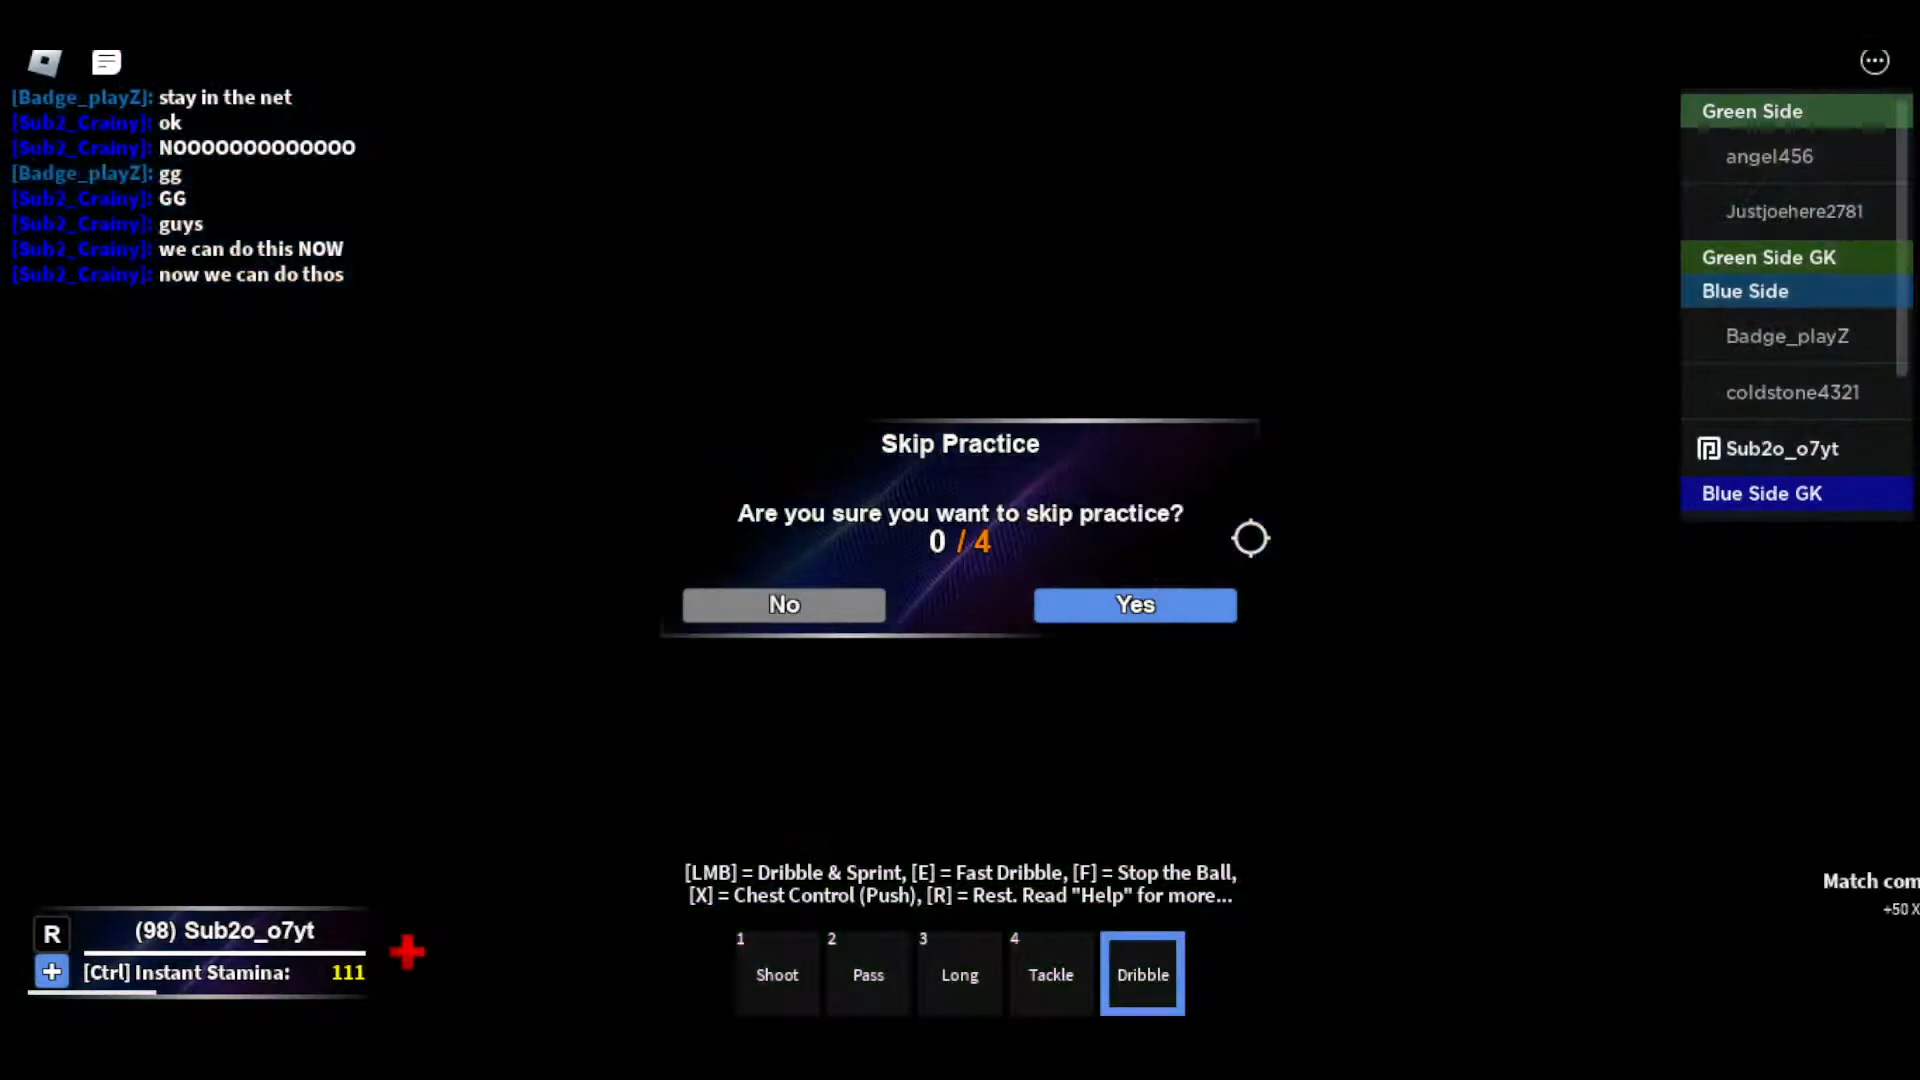 [Badge_playZ]: stay in the net
[Sub2_Crainy]: ok
[Sub2_Crainy]: NOOOOOOOOOOOOO
[Badge_playZ]: gg
[Sub2_Crainy]: GG
[Sub2_Crainy]: guys
[Sub2_Crainy]: we can do this NOW
[Sub2_Crainy]: now we can do thos
Green Side
angel456
Justjoehere2781
Green Side GK
Blue Side
Badge_playZ
coldstone4321
Sub2o_o7yt
Blue Side GK
Skip Practice
Are you sure you want to skip practice?
0 / 4
No
Yes
[LMB] = Dribble & Sprint, [E] = Fast Dribble, [F] = Stop the Ball,
[X] = Chest Control (Push), [R] = Rest. Read "Help" for more...
Match com
+50 X
R
(98) Sub2o_o7yt
[Ctrl] Instant Stamina: 111
1 Shoot
2 Pass
3 Long
4 Tackle
Dribble